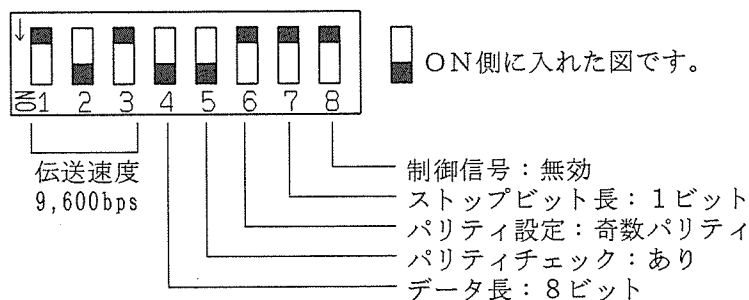 ↓
ON
1 2 3 4 5 6 7 8
ON側に入れた図です。
伝送速度
9,600bps
制御信号：無効
ストップビット長：1ビット
パリティ設定：奇数パリティ
パリティチェック：あり
データ長：8ビット